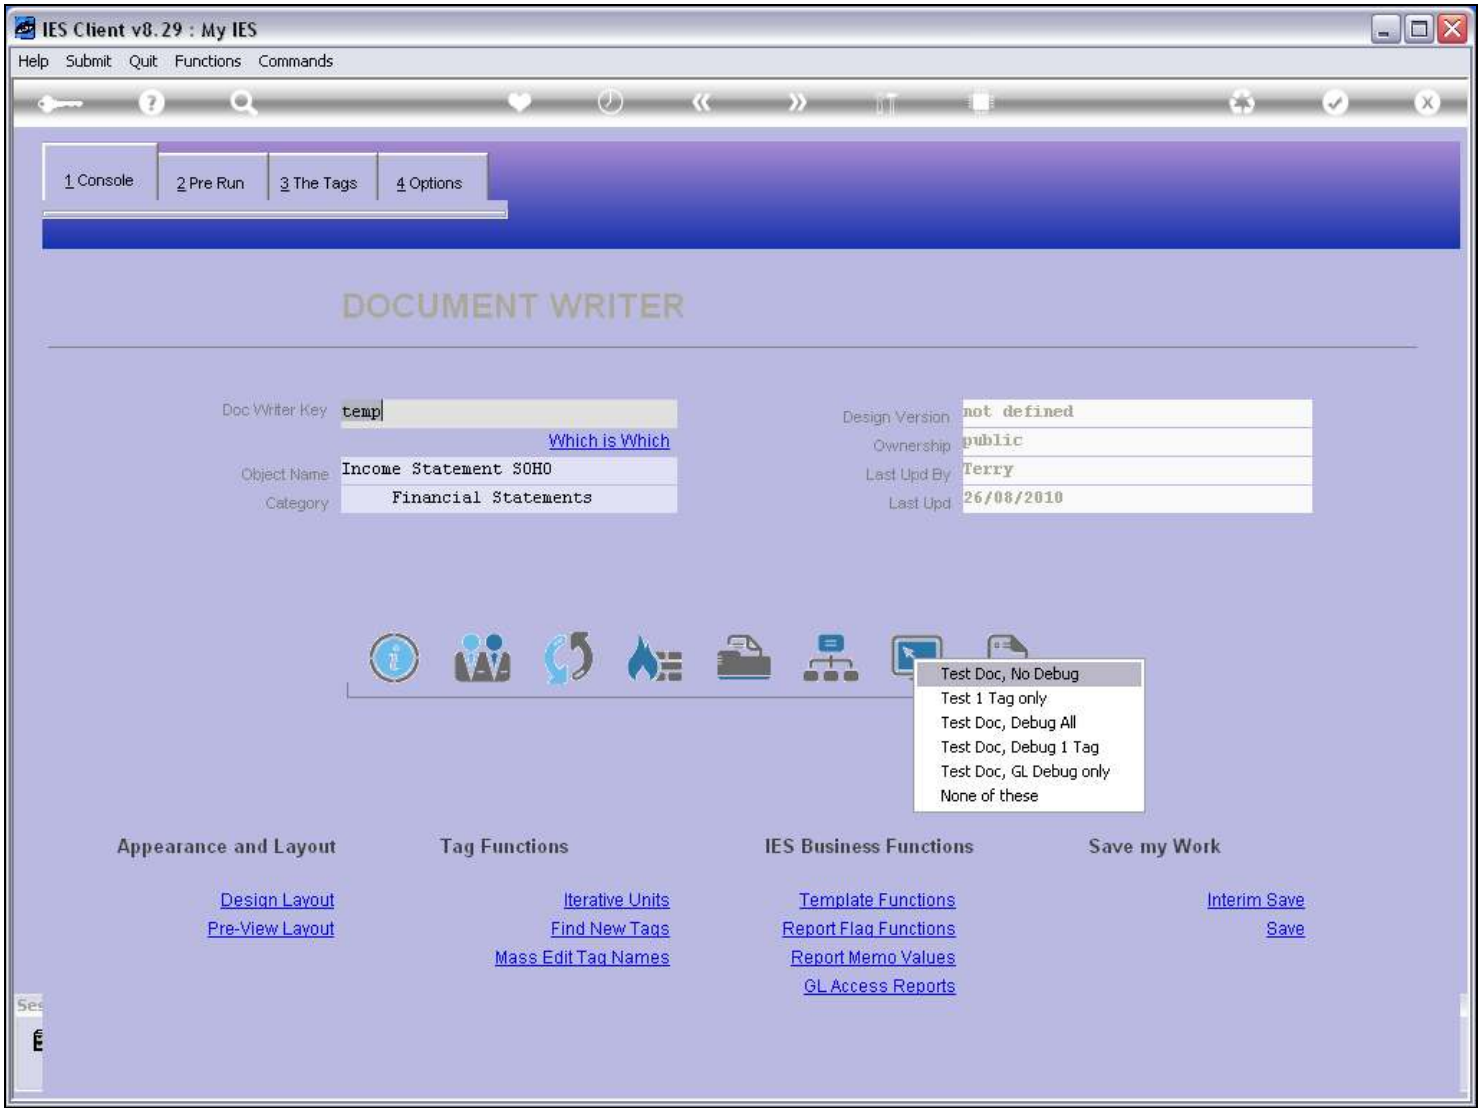 IES Client v8.29 : My IES
Help Submit Quit Functions Commands
1 Console 2 Pre Run 3 The Tags 4 Options
DOCUMENT WRITER
Doc Writer Key temp
Which is Which
Object Name Income Statement SOHO
Category Financial Statements
Design Version not defined
Ownership public
Last Upd By Terry
Last Upd 26/08/2010
Test Doc, No Debug
Test 1 Tag only
Test Doc, Debug All
Test Doc, Debug 1 Tag
Test Doc, GL Debug only
None of these
Appearance and Layout
Design Layout
Pre-View Layout
Tag Functions
Iterative Units
Find New Tags
Mass Edit Tag Names
IES Business Functions
Template Functions
Report Flag Functions
Report Memo Values
GL Access Reports
Save my Work
Interim Save
Save